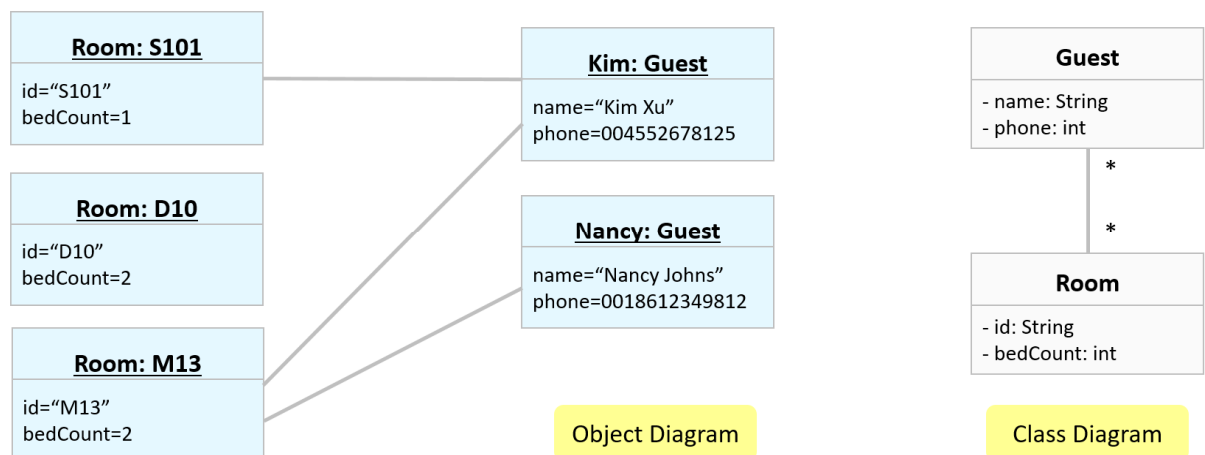 Room: S101
id=“S101”
bedCount=1
Room: D10
id=“D10”
bedCount=2
Room: M13
id=“M13”
bedCount=2
Kim: Guest
name=“Kim Xu”
phone=004552678125
Nancy: Guest
name=“Nancy Johns”
phone=0018612349812
Object Diagram
Guest
- name: String
- phone: int
*
*
Room
- id: String
- bedCount: int
Class Diagram